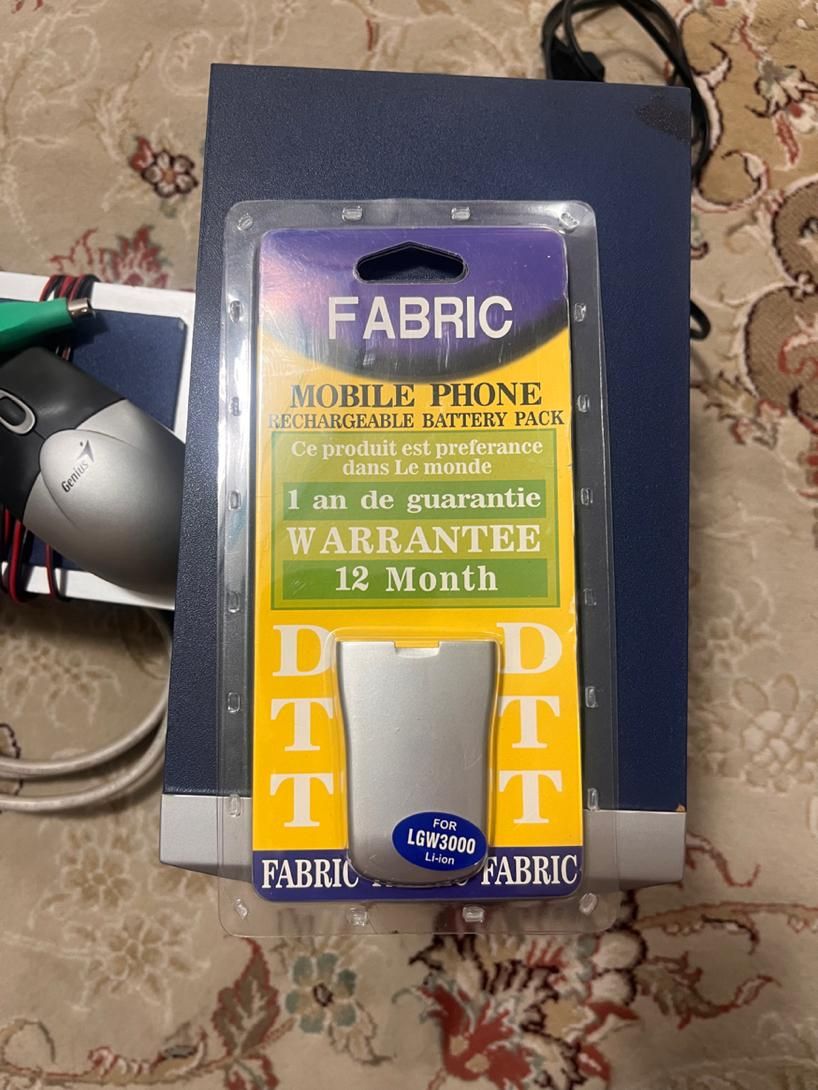 FABRIC
MOBILE PHONE
RECHARGEABLE BATTERY PACK
Ce produit est preferance
dans Le monde
1 an de guarantie
WARRANTEE
12 Month
D D
T T
T T
FOR
LGW3000
Li-ion
FABRIC FABRIC
Genius